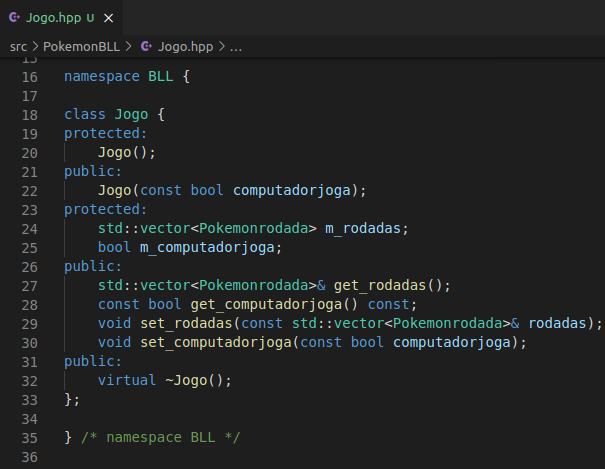 Jogo.hpp U ×
src > PokemonBLL > Jogo.hpp > ...
15
16 namespace BLL {
17
18 class Jogo {
19 protected:
20     Jogo();
21 public:
22     Jogo(const bool computadorjoga);
23 protected:
24     std::vector<Pokemonrodada> m_rodadas;
25     bool m_computadorjoga;
26 public:
27     std::vector<Pokemonrodada>& get_rodadas();
28     const bool get_computadorjoga() const;
29     void set_rodadas(const std::vector<Pokemonrodada>& rodadas);
30     void set_computadorjoga(const bool computadorjoga);
31 public:
32     virtual ~Jogo();
33 };
34
35 } /* namespace BLL */
36